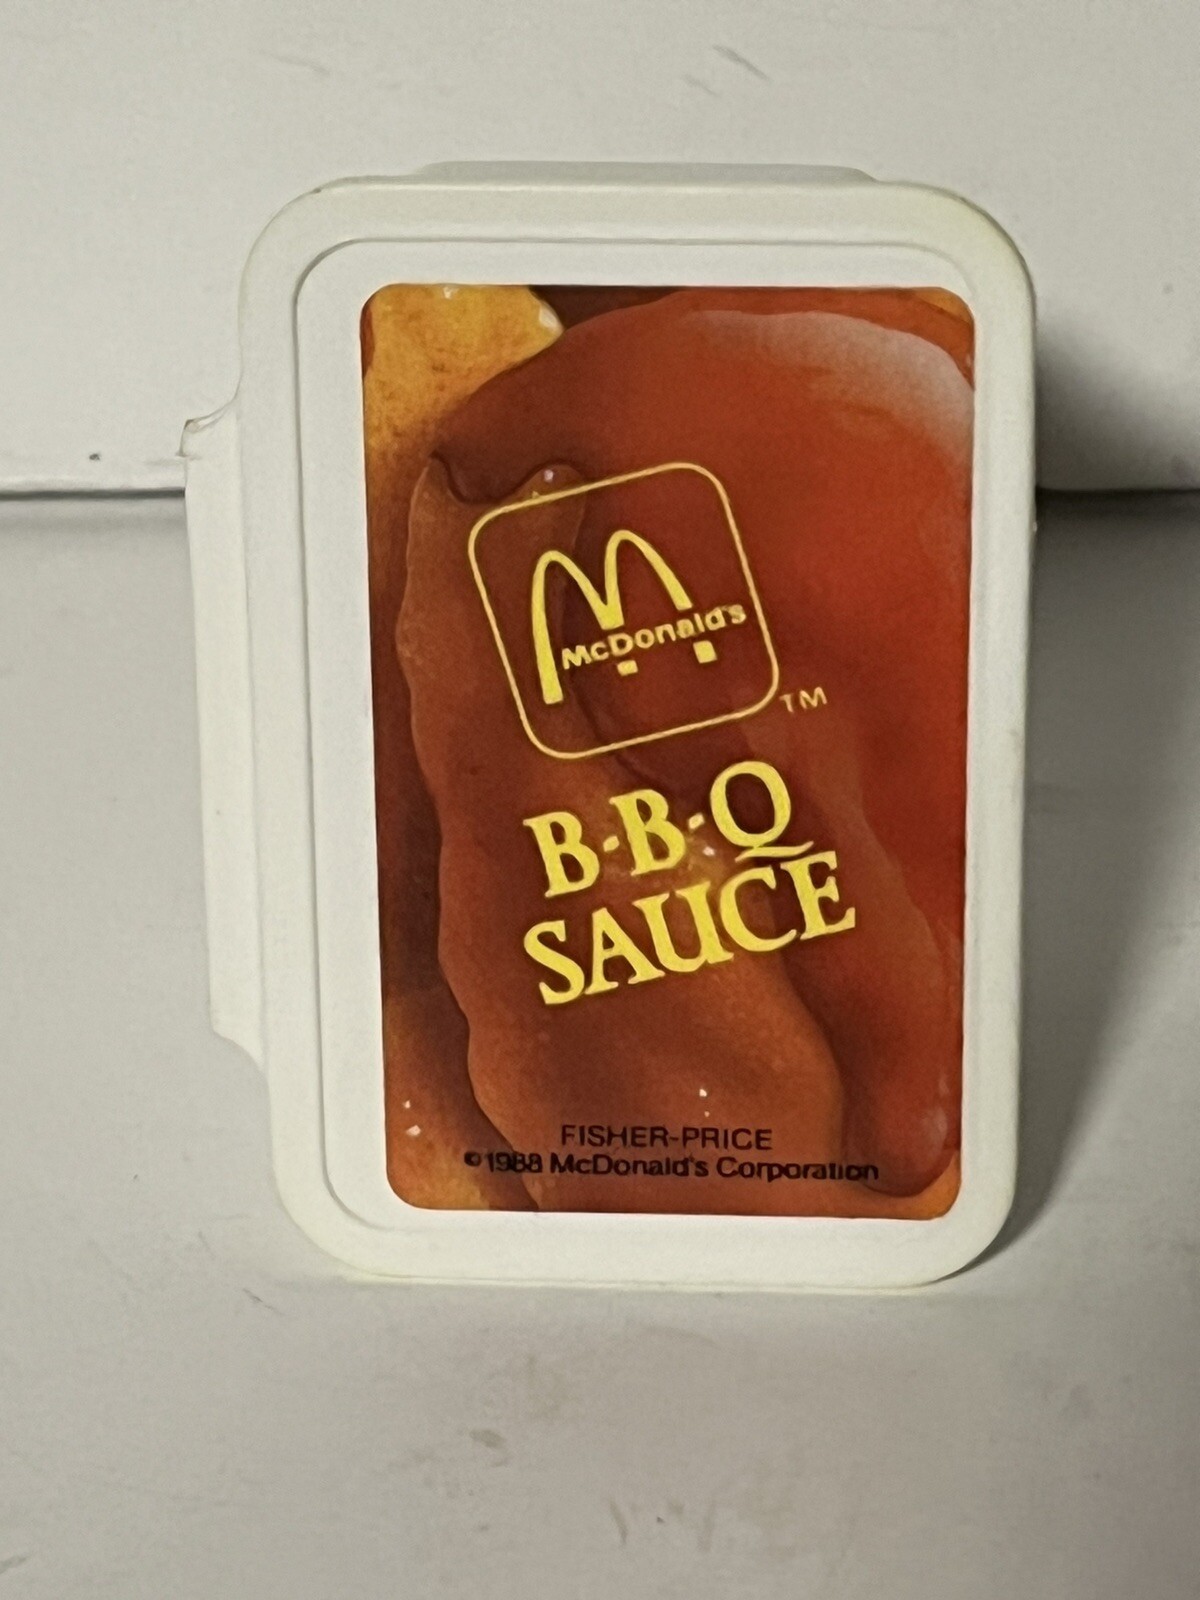 McDonald's
TM
B·B·Q
SAUCE
FISHER-PRICE
©1988 McDonald's Corporation